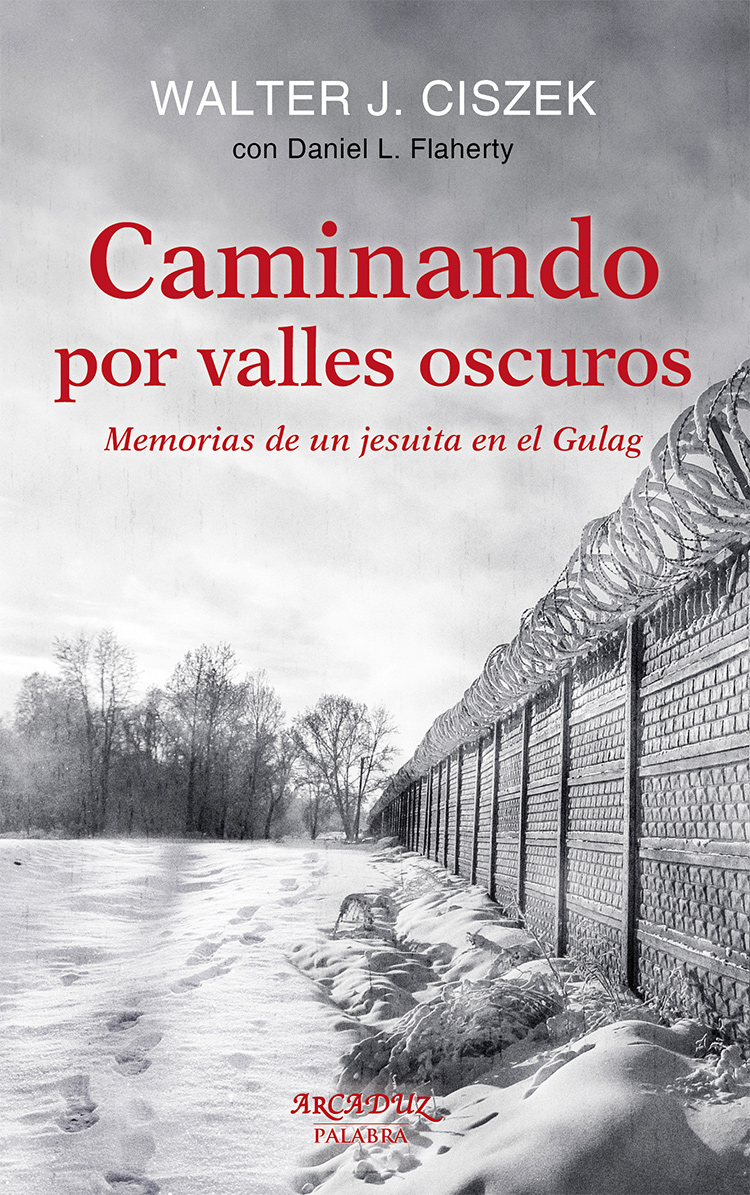 WALTER J. CISZEK
con Daniel L. Flaherty
Caminando
por valles oscuros
Memorias de un jesuita en el Gulag
ARCADUZ
PALABRA